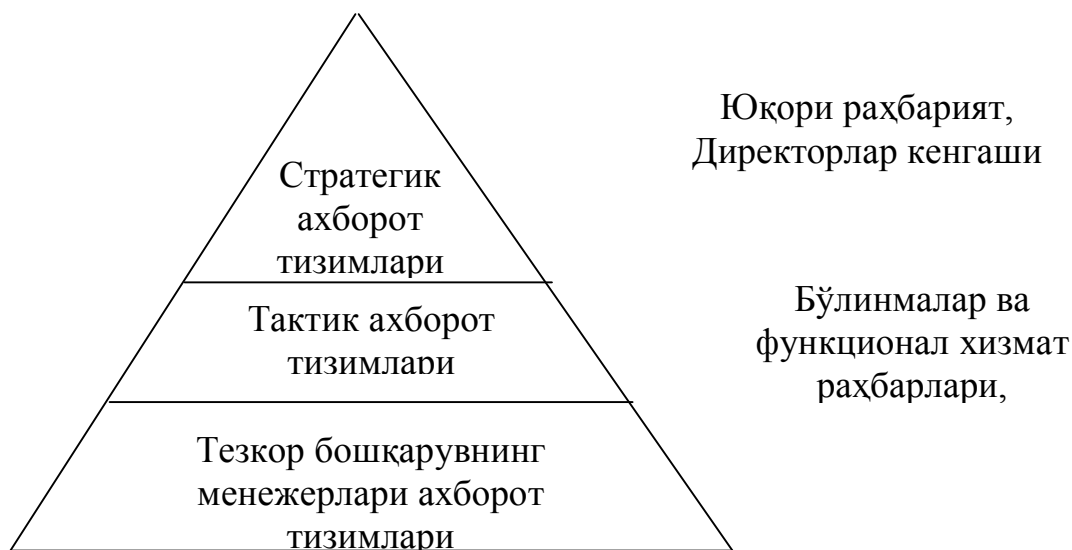 Юқори раҳбарият,
Директорлар кенгаши
Стратегик
ахборот
тизимлари
Бўлинмалар ва
функционал хизмат
раҳбарлари,
Тактик ахборот
тизимлари
Тезкор бошқарувнинг
менежерлари ахборот
тизимлари